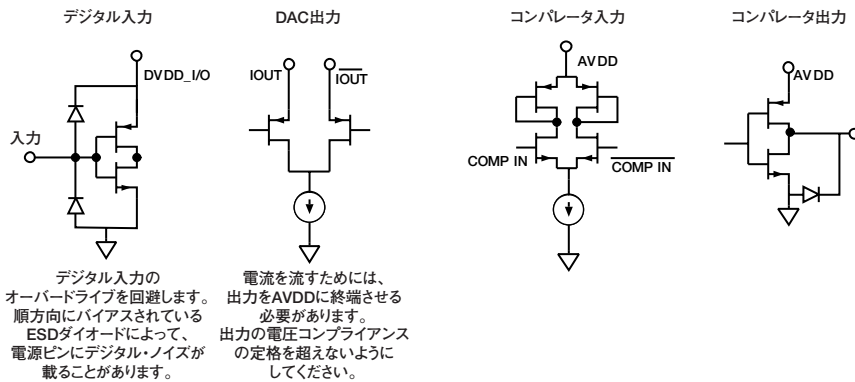 デジタル入力
DVDD_I/O
入力
デジタル入力の
オーバードライブを回避します。
順方向にバイアスされている
ESDダイオードによって、
電源ピンにデジタル・ノイズが
載ることがあります。
DAC出力
IOUT
IOUT
電流を流すためには、
出力をAVDDに終端させる
必要があります。
出力の電圧コンプライアンス
の定格を超えないように
してください。
コンパレータ入力
AVDD
COMP IN
COMP IN
コンパレータ出力
AVDD